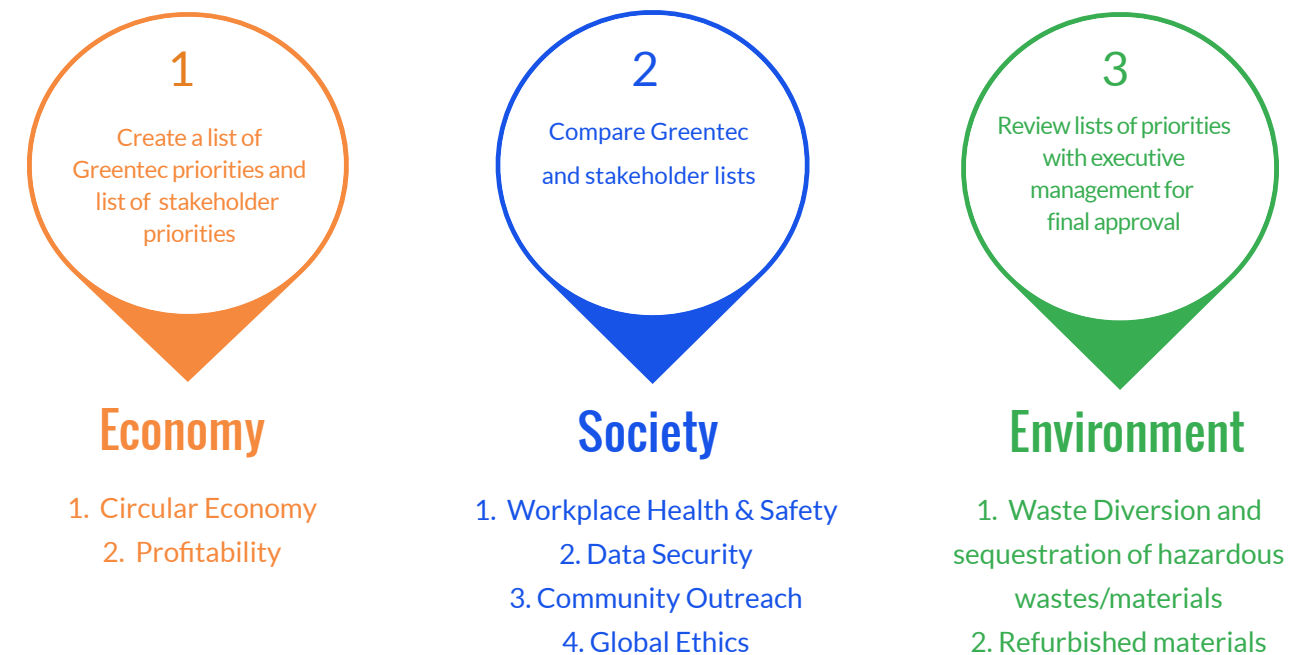 1
Create a list of
Greentec priorities and
list of stakeholder
priorities
Economy
1. Circular Economy
2. Profitability
2
Compare Greentec
and stakeholder lists
Society
1. Workplace Health & Safety
2. Data Security
3. Community Outreach
4. Global Ethics
3
Review lists of priorities
with executive
management for
final approval
Environment
1. Waste Diversion and
sequestration of hazardous
wastes/materials
2. Refurbished materials